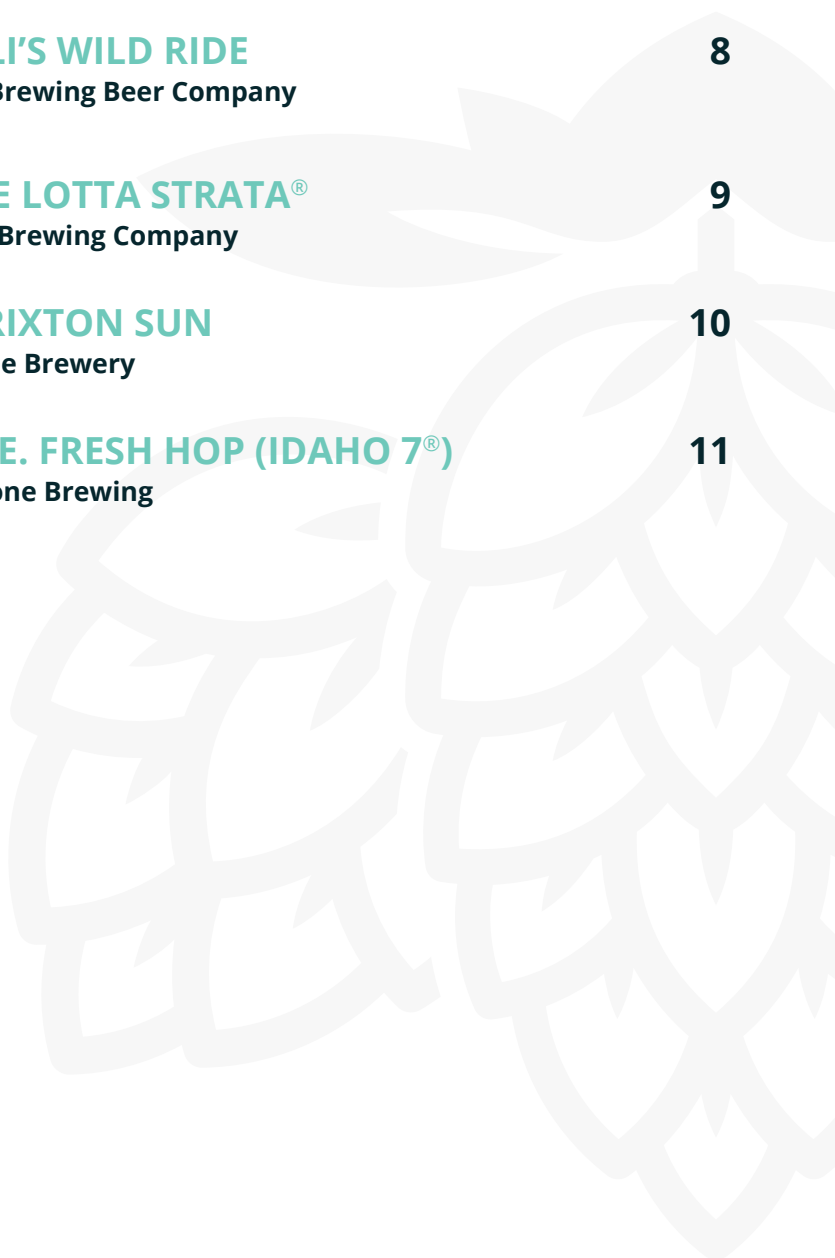 LI’S WILD RIDE 8
Brewing Beer Company
E LOTTA STRATA® 9
Brewing Company
RIXTON SUN 10
e Brewery
E. FRESH HOP (IDAHO 7®) 11
one Brewing